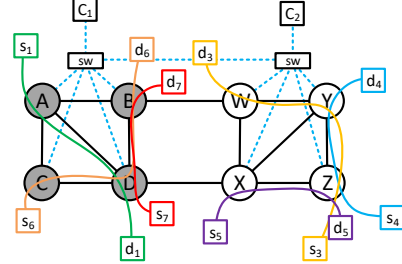 C₁
C₂
s₁
d₆
d₃
sw
sw
d₇
d₄
A
B
W
Y
C
D
X
Z
s₆
s₇
s₅
d₅
s₄
d₁
s₃